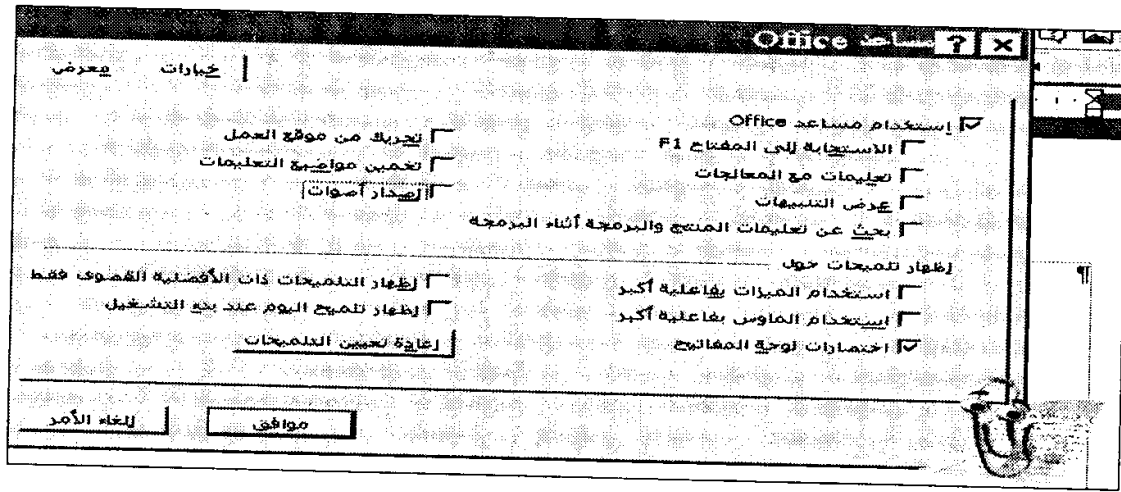 مساعد Office
خيارات معرض
إستخدام مساعد Office
الاستجابة إلى المفتاح F1
تعليمات مع المعالجات
عرض التنبيهات
بحث عن تعليمات المنتج والبرمجة أثناء البرمجة
تحريك من موقع العمل
تخمين مواضيع التعليمات
إصدار أصوات
إظهار تلميحات حول
استخدام الميزات بفاعلية أكبر
إستخدام الماوس بفاعلية أكبر
اختصارات لوحة المفاتيح
إظهار التلميحات ذات الأفضلية القصوى فقط
إظهار تلميح اليوم عند بدء التشغيل
إعادة تعيين التلميحات
موافق
إلغاء الأمر